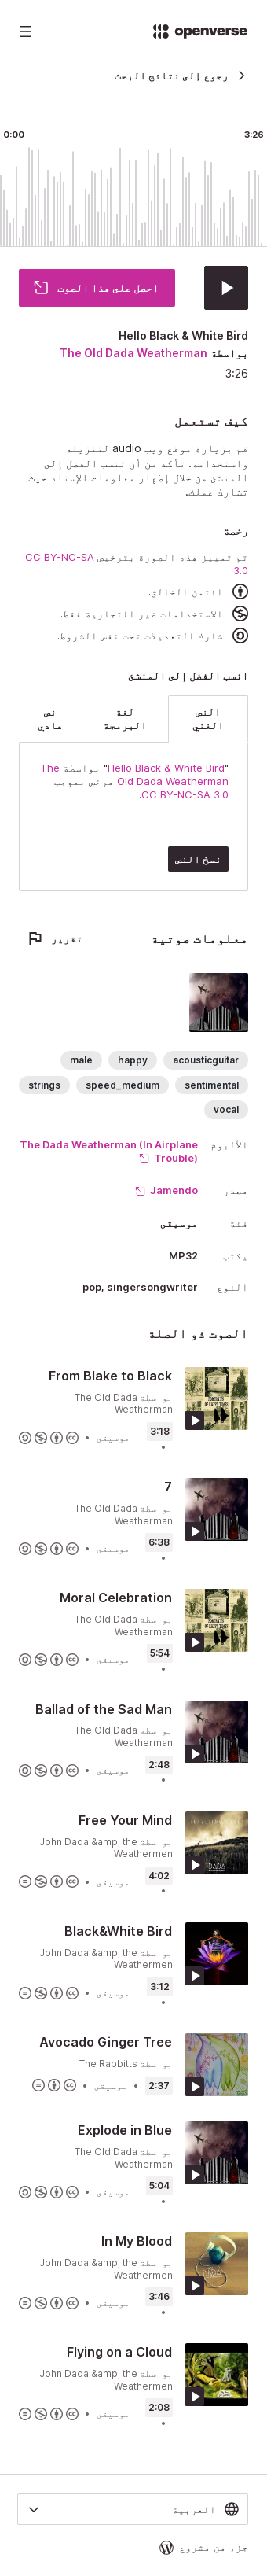 openverse
رجوع إلى نتائج البحث
0:00
3:26
احصل على هذا الصوت
Hello Black & White Bird
بواسطة The Old Dada Weatherman
3:26
كيف تستعمل
قم بزيارة موقع ويب audio لتنزيله
واستخدامه. تأكد من أن تنسب الفضل إلى
المنشئ من خلال إظهار معلومات الإسناد حيث
تشارك عملك.
رخصة
تم تمييز هذه الصورة بترخيص CC BY-NC-SA
3.0 :
ائتمن الخالق.
الاستخدامات غير التجارية فقط.
شارك التعديلات تحت نفس الشروط.
انسب الفضل إلى المنشئ
النص الغني
لغة البرمجة
نص عادي
"Hello Black & White Bird" بواسطة The
Old Dada Weatherman مرخص بموجب
CC BY-NC-SA 3.0.
نسخ النص
معلومات صوتية
تقرير
acousticguitar
happy
male
sentimental
speed_medium
strings
vocal
الألبوم The Dada Weatherman (In Airplane
Trouble)
مصدر Jamendo
فئة موسيقى
يكتب MP32
النوع pop, singersongwriter
الصوت ذو الصلة
From Blake to Black
بواسطة The Old Dada
Weatherman
3:18 • موسيقى •
7
بواسطة The Old Dada
Weatherman
6:38 • موسيقى •
Moral Celebration
بواسطة The Old Dada
Weatherman
5:54 • موسيقى •
Ballad of the Sad Man
بواسطة The Old Dada
Weatherman
2:48 • موسيقى •
Free Your Mind
بواسطة John Dada &amp; the
Weathermen
4:02 • موسيقى •
Black&White Bird
بواسطة John Dada &amp; the
Weathermen
3:12 • موسيقى •
Avocado Ginger Tree
بواسطة The Rabbitts
2:37 • موسيقى •
Explode in Blue
بواسطة The Old Dada
Weatherman
5:04 • موسيقى •
In My Blood
بواسطة John Dada &amp; the
Weathermen
3:46 • موسيقى •
Flying on a Cloud
بواسطة John Dada &amp; the
Weathermen
2:08 • موسيقى •
العربية
جزء من مشروع